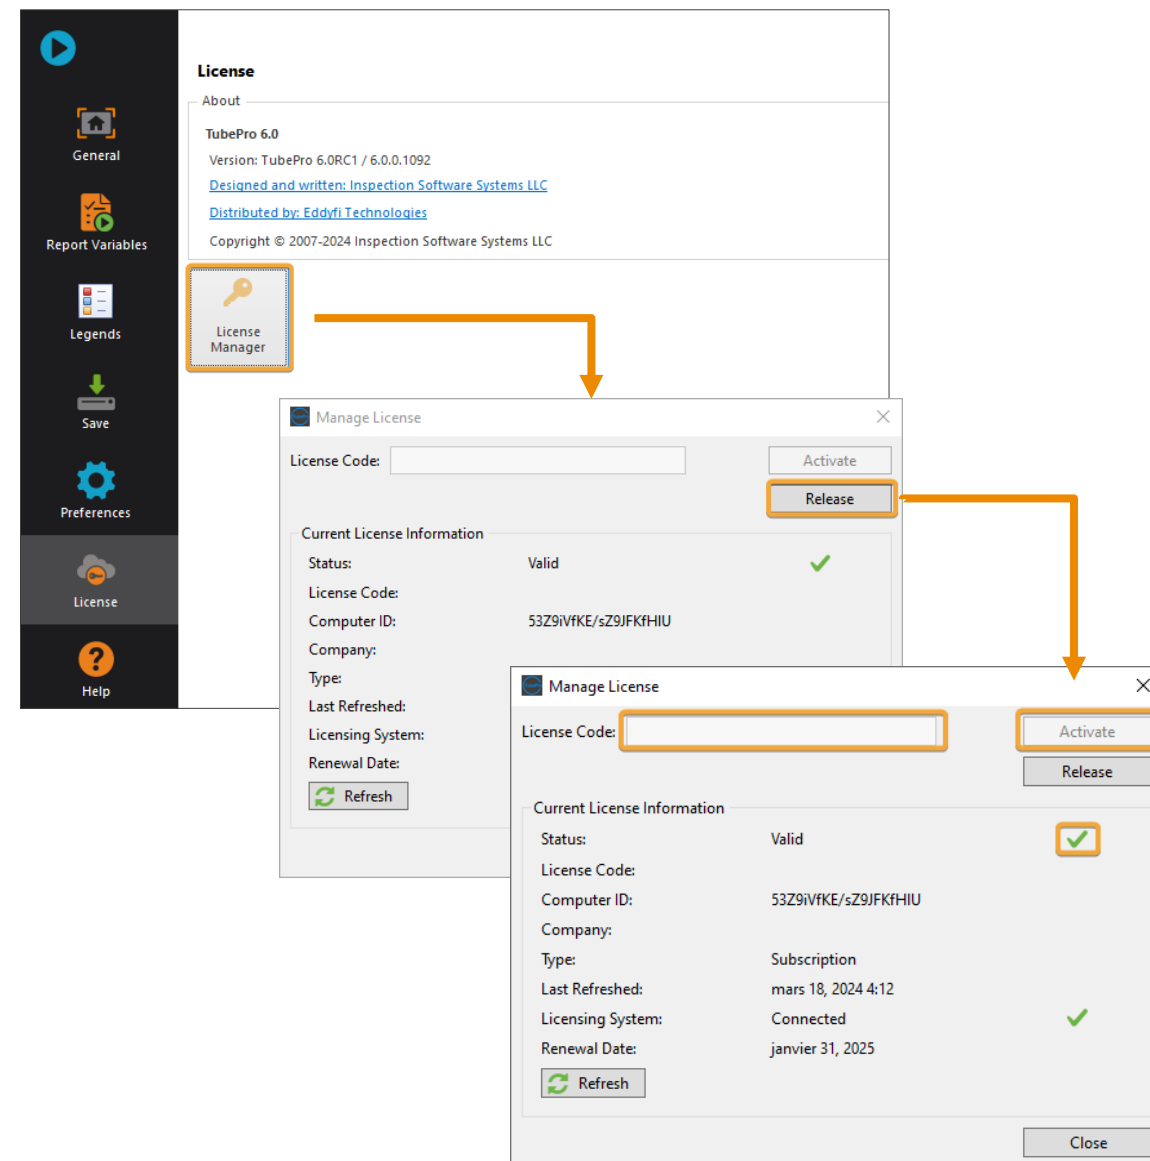 License
About
TubePro 6.0
Version: TubePro 6.0RC1 / 6.0.0.1092
Designed and written: Inspection Software Systems LLC
Distributed by: Eddyfi Technologies
Copyright © 2007-2024 Inspection Software Systems LLC
General
Report Variables
Legends
Save
Preferences
License
Help
License
Manager
Manage License
License Code:
Activate
Release
Current License Information
Status: Valid
License Code:
Computer ID: 53Z9iVfKE/sZ9JFKfHIU
Company:
Type:
Last Refreshed:
Licensing System:
Renewal Date:
Refresh
Manage License
License Code:
Activate
Release
Current License Information
Status: Valid
License Code:
Computer ID: 53Z9iVfKE/sZ9JFKfHIU
Company:
Type: Subscription
Last Refreshed: mars 18, 2024 4:12
Licensing System: Connected
Renewal Date: janvier 31, 2025
Refresh
Close